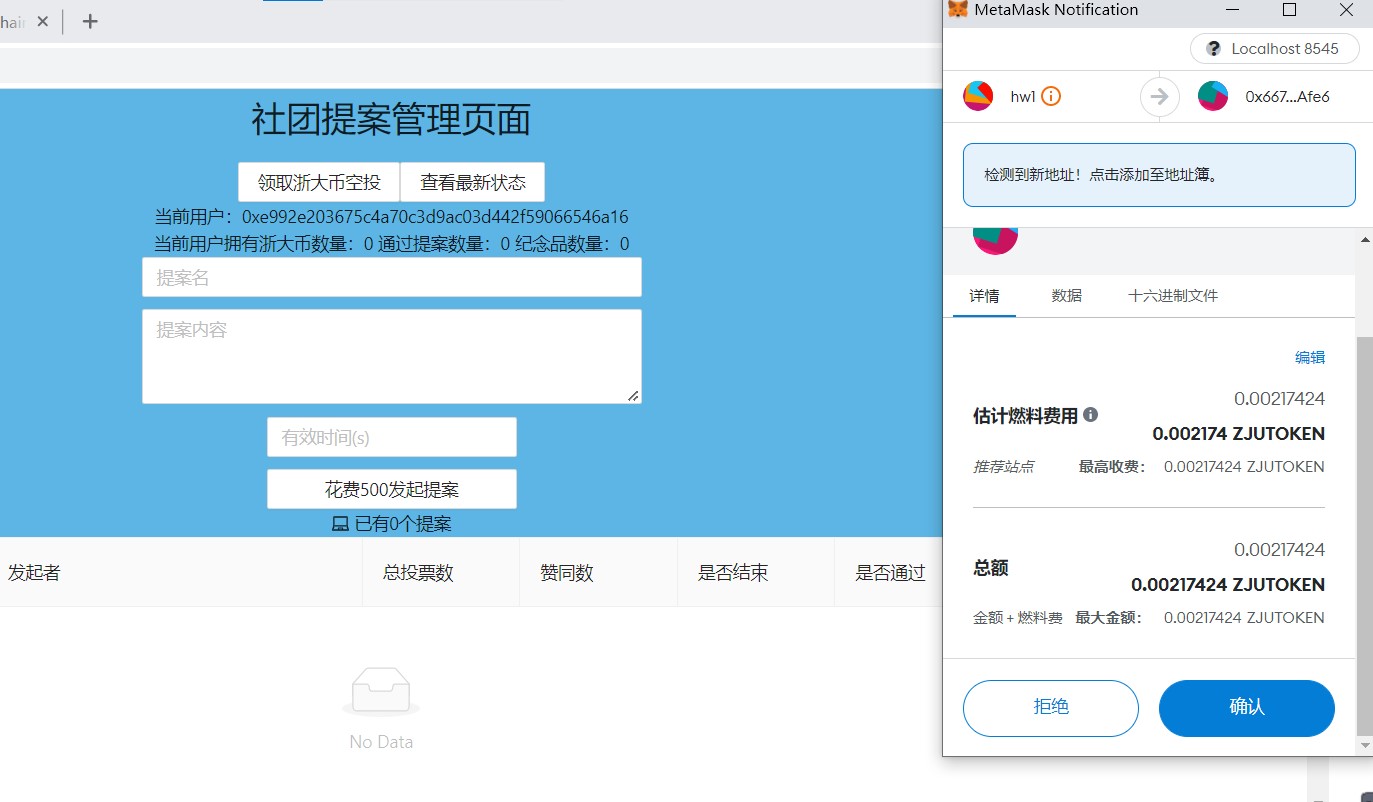 hai
社团提案管理页面
领取浙大币空投 查看最新状态
当前用户：0xe992e203675c4a70c3d9ac03d442f59066546a16
当前用户拥有浙大币数量：0 通过提案数量：0 纪念品数量：0
提案名
提案内容
有效时间(s)
花费500发起提案
已有0个提案
发起者 总投票数 赞同数 是否结束 是否通过
No Data
MetaMask Notification
Localhost 8545
hw1 0x667...Afe6
检测到新地址！点击添加至地址簿。
详情 数据 十六进制文件
编辑
0.00217424
估计燃料费用
0.002174 ZJUTOKEN
推荐站点 最高收费： 0.00217424 ZJUTOKEN
0.00217424
总额
0.00217424 ZJUTOKEN
金额 + 燃料费 最大金额： 0.00217424 ZJUTOKEN
拒绝 确认